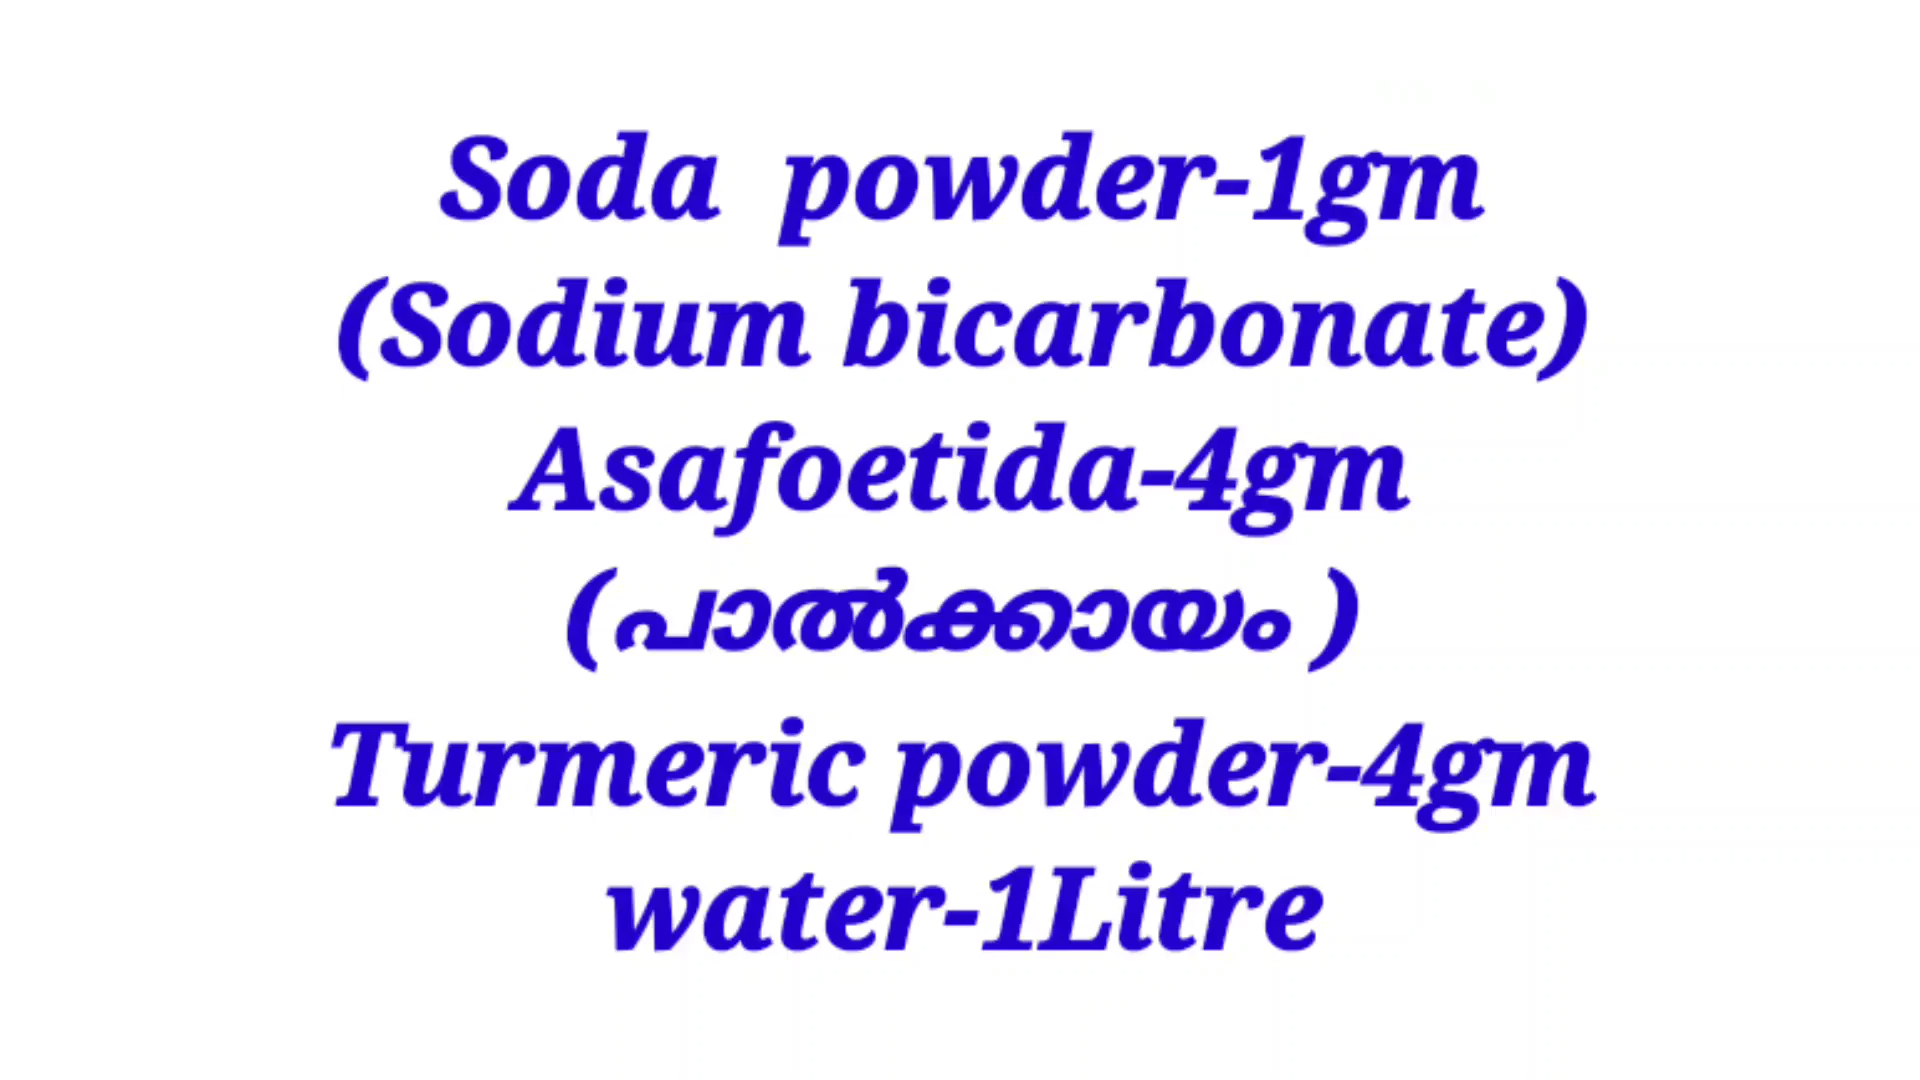 Soda powder-1gm
(Sodium bicarbonate)
Asafoetida-4gm
(പാൽക്കായം )
Turmeric powder-4gm
water-1Litre